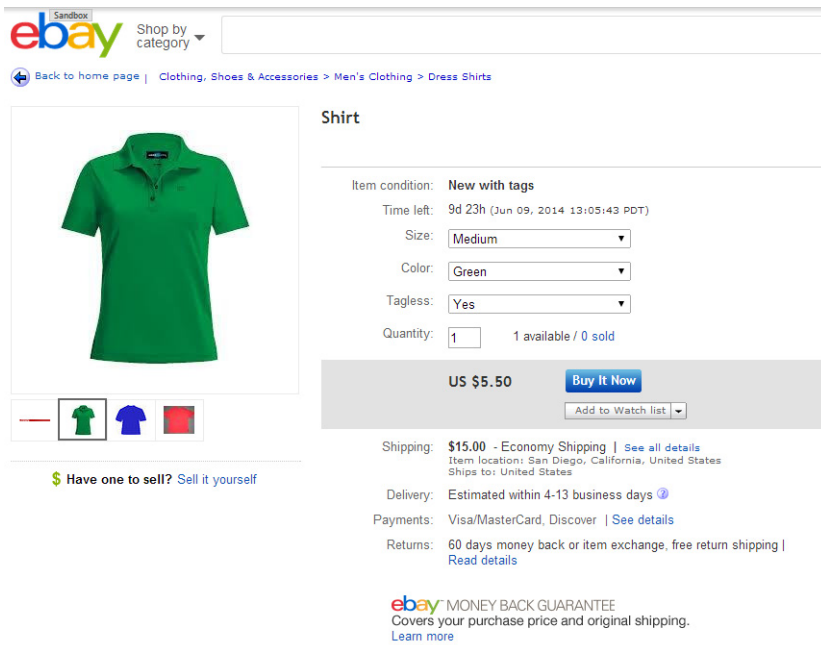 Sandbox
ebay
Shop by
category
Back to home page | Clothing, Shoes & Accessories > Men's Clothing > Dress Shirts
Shirt
Item condition: New with tags
Time left: 9d 23h (Jun 09, 2014 13:05:43 PDT)
Size: Medium
Color: Green
Tagless: Yes
Quantity: 1 1 available / 0 sold
US $5.50 Buy It Now
Add to Watch list
Shipping: $15.00 - Economy Shipping | See all details
Item location: San Diego, California, United States
Ships to: United States
$ Have one to sell? Sell it yourself
Delivery: Estimated within 4-13 business days
Payments: Visa/MasterCard, Discover | See details
Returns: 60 days money back or item exchange, free return shipping |
Read details
ebay MONEY BACK GUARANTEE
Covers your purchase price and original shipping.
Learn more